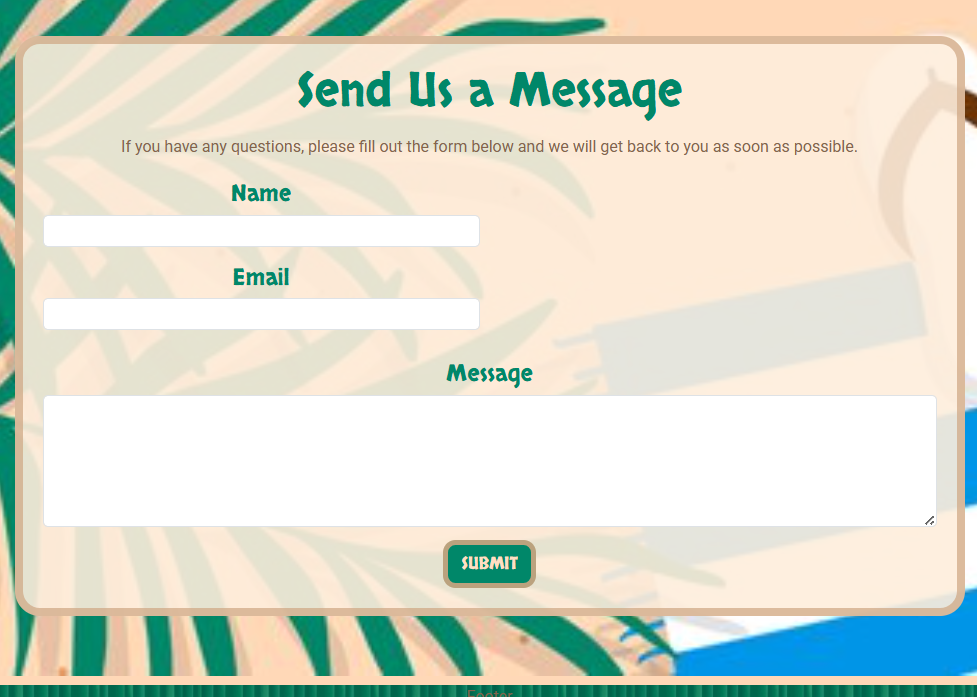 Send Us a Message
If you have any questions, please fill out the form below and we will get back to you as soon as possible.
Name
Email
Message
SUBMIT
Footer